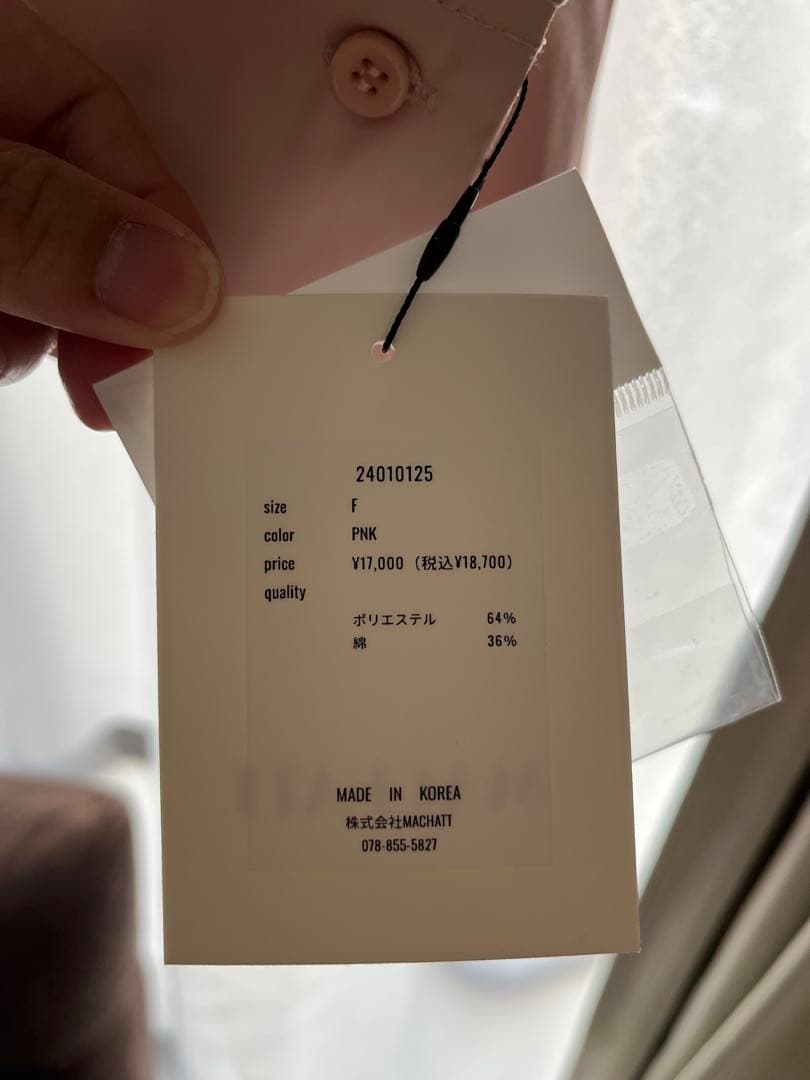 24010125
size F
color PNK
price ¥17,000（税込¥18,700）
quality
ポリエステル 64%
綿 36%
MADE IN KOREA
株式会社MACHATT
078-855-5827